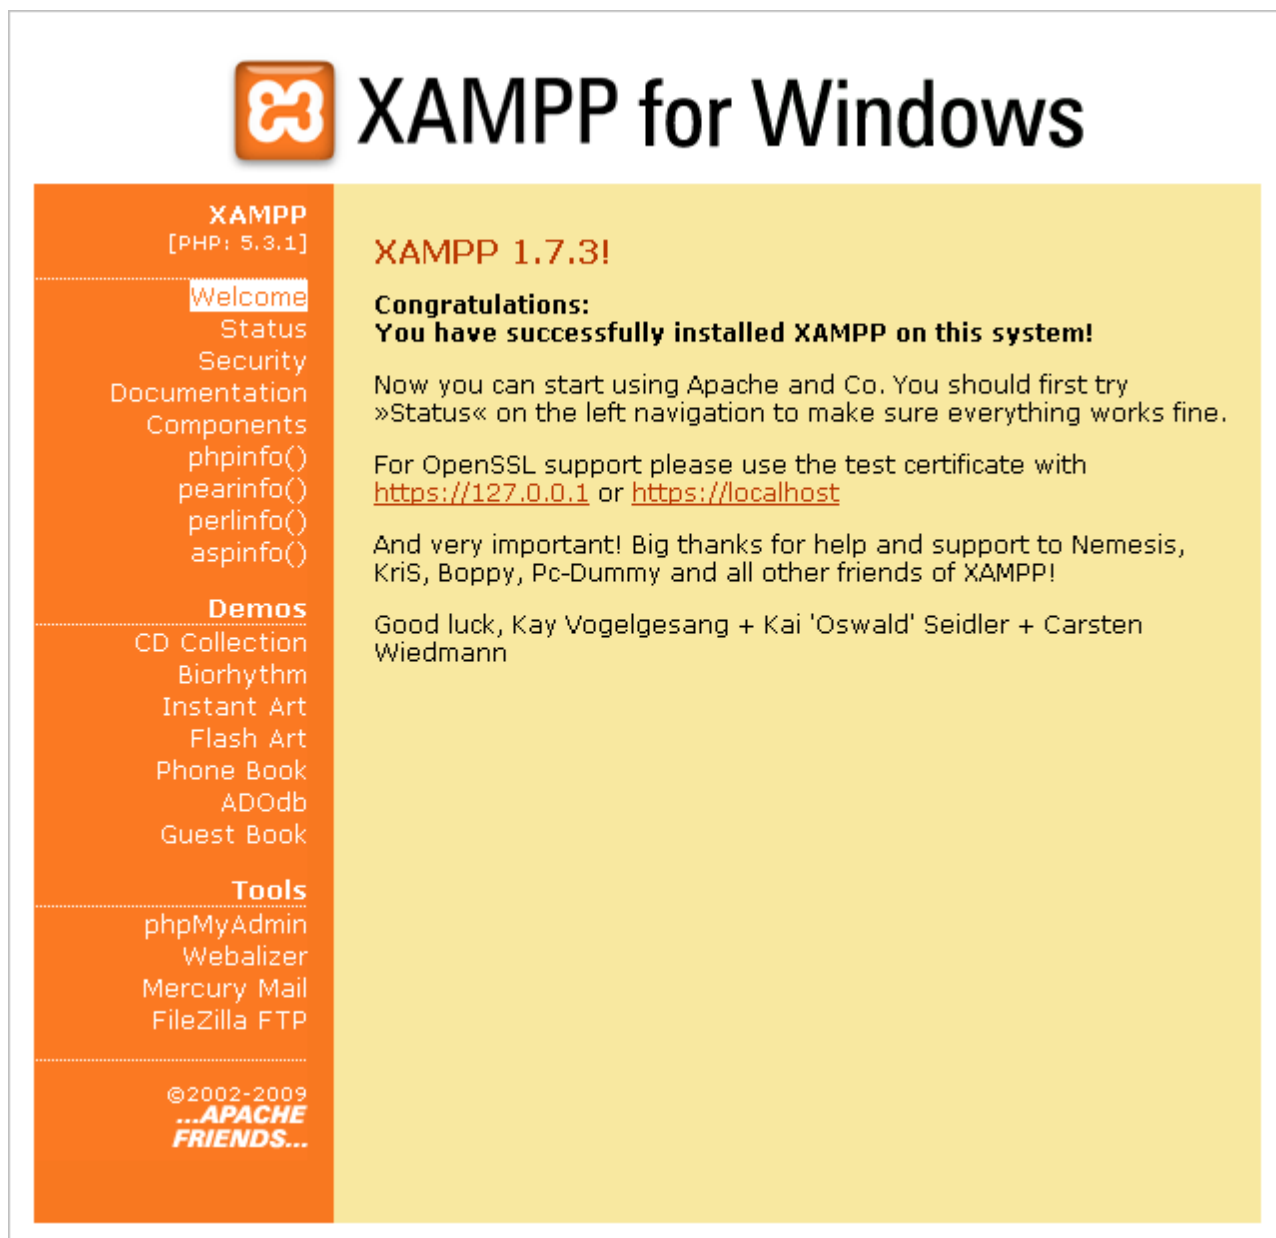 XAMPP for Windows
XAMPP
[PHP: 5.3.1]
Welcome
Status
Security
Documentation
Components
phpinfo()
pearinfo()
perlinfo()
aspinfo()
Demos
CD Collection
Biorhythm
Instant Art
Flash Art
Phone Book
ADOdb
Guest Book
Tools
phpMyAdmin
Webalizer
Mercury Mail
FileZilla FTP
©2002-2009
...APACHE
FRIENDS...
XAMPP 1.7.3!
Congratulations:
You have successfully installed XAMPP on this system!
Now you can start using Apache and Co. You should first try
»Status« on the left navigation to make sure everything works fine.
For OpenSSL support please use the test certificate with
https://127.0.0.1 or https://localhost
And very important! Big thanks for help and support to Nemesis,
KriS, Boppy, Pc-Dummy and all other friends of XAMPP!
Good luck, Kay Vogelgesang + Kai 'Oswald' Seidler + Carsten
Wiedmann